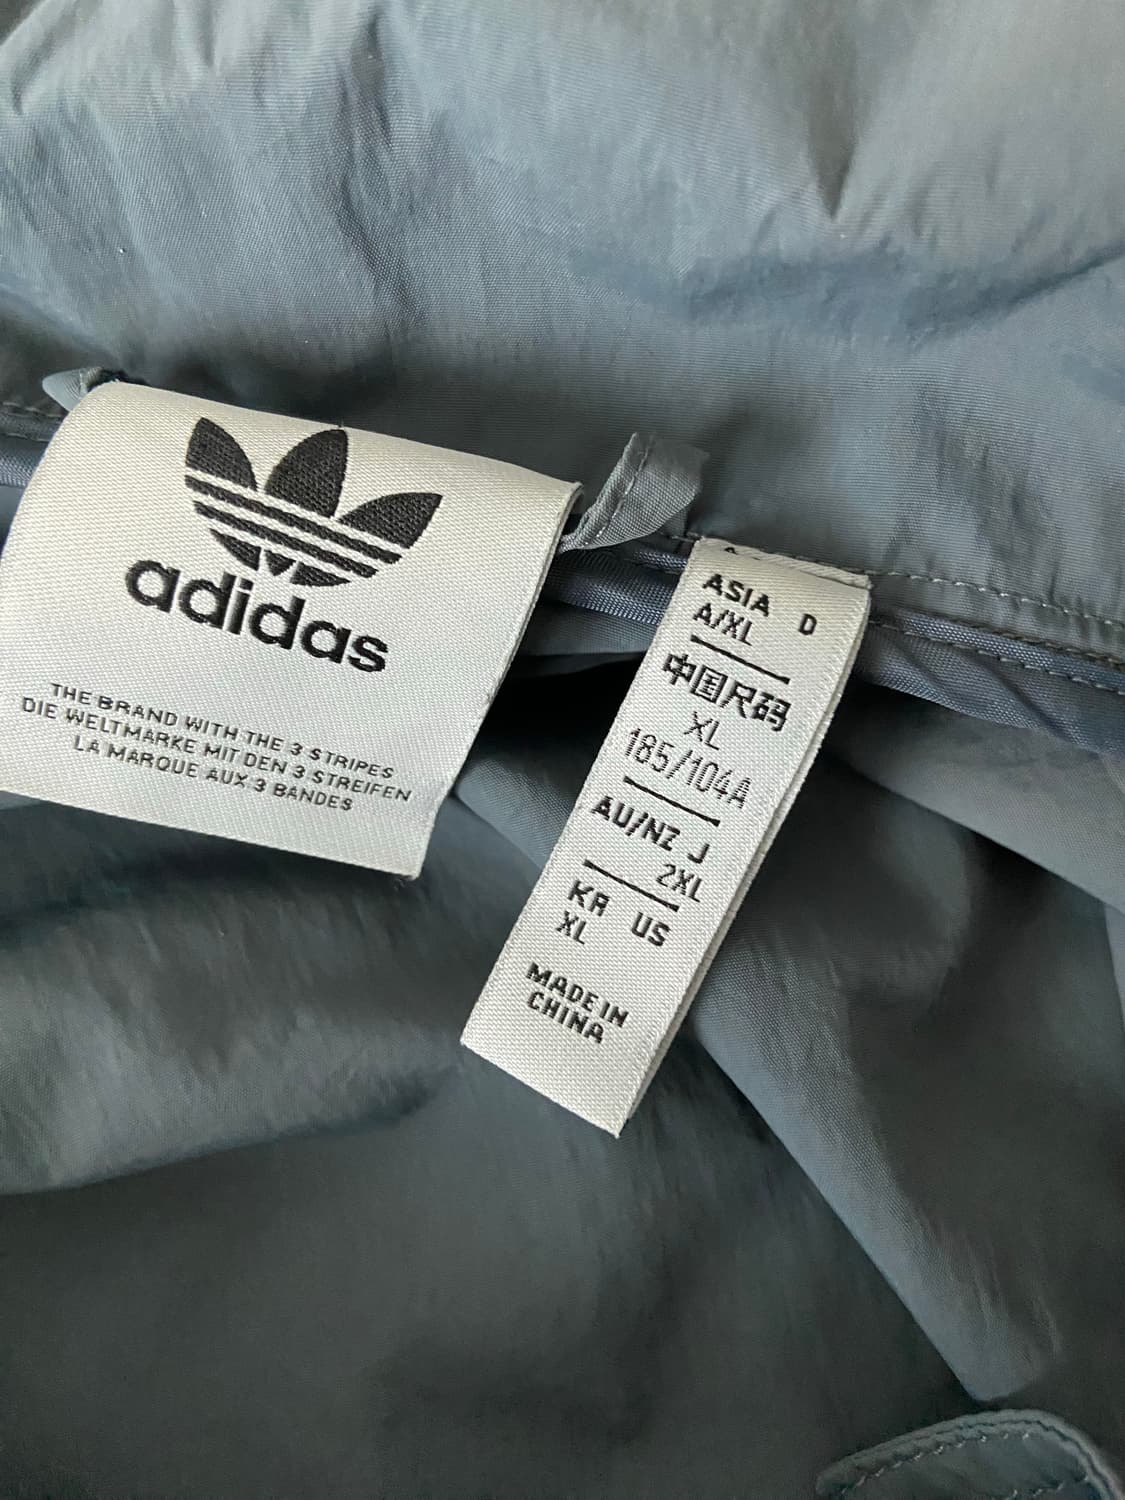 adidas
THE BRAND WITH THE 3 STRIPES
DIE WELTMARKE MIT DEN 3 STREIFEN
LA MARQUE AUX 3 BANDES
ASIA D
A/XL
中国尺码
XL
185/104A
AU/NZ J
2XL
KR US
XL
MADE IN
CHINA